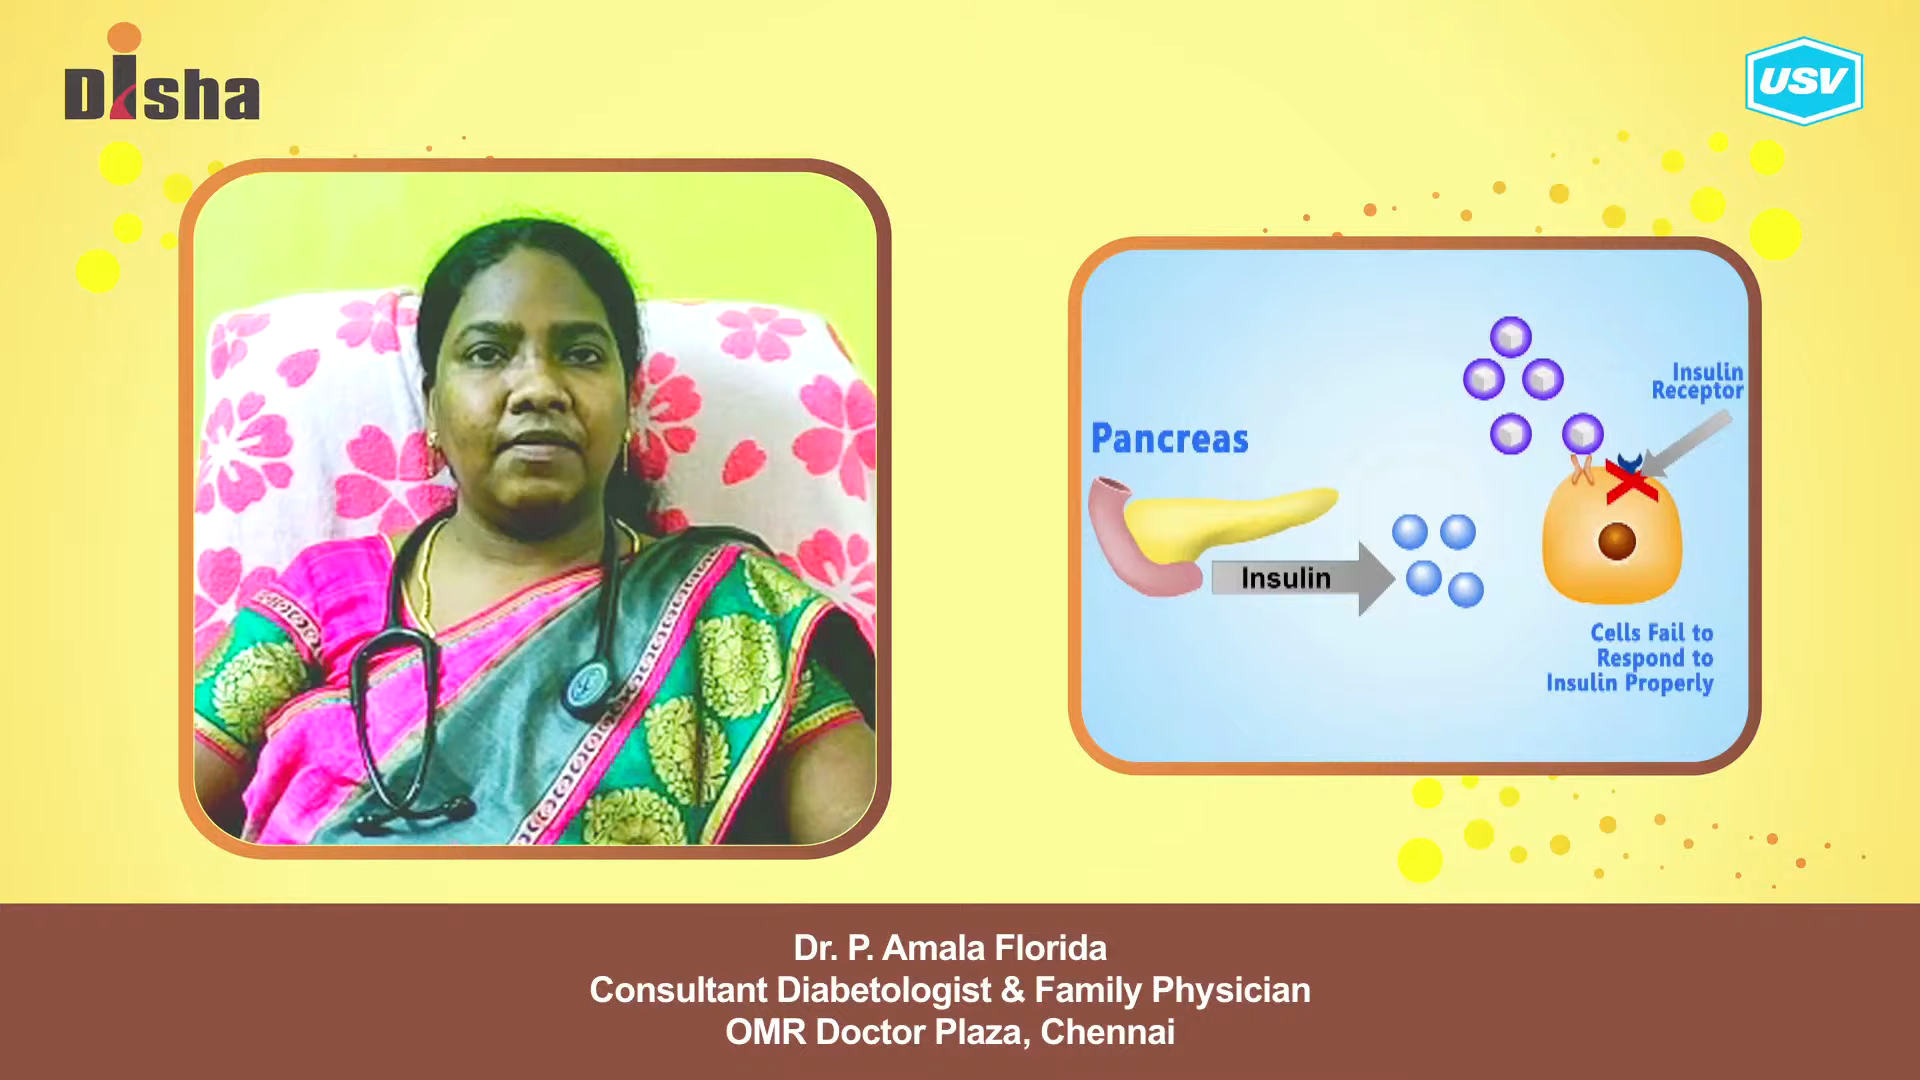 Disha
USV
Pancreas
Insulin
Insulin
Receptor
Cells Fail to
Respond to
Insulin Properly
Dr. P. Amala Florida
Consultant Diabetologist & Family Physician
OMR Doctor Plaza, Chennai